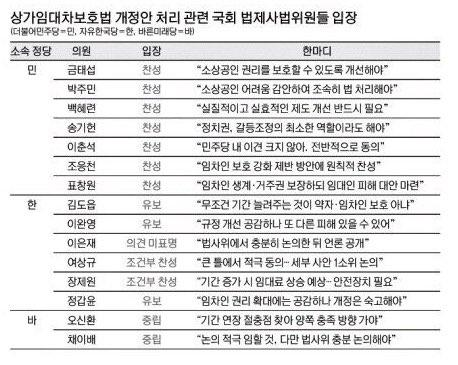 상가임대차보호법 개정안 처리 관련 국회 법제사법위원들 입장
(더불어민주당=민, 자유한국당=한, 바른미래당=바)
소속 정당 의원 입장 한마디
민 금태섭 찬성 “소상공인 권리를 보호할 수 있도록 개선해야”
박주민 찬성 “소상공인 어려움 감안하여 조속히 법 처리해야”
백혜련 찬성 “실질적이고 실효적인 제도 개선 반드시 필요”
송기헌 찬성 “정치권, 갈등조정의 최소한 역할이라도 해야”
이춘석 찬성 “민주당 내 이견 크지 않아, 전반적으로 동의”
조응천 찬성 “임차인 보호 강화 제반 방안에 원칙적 찬성”
표창원 찬성 “임차인 생계·거주권 보장하되 임대인 피해 대안 마련”
한 김도읍 유보 “무조건 기간 늘려주는 것이 약자·임차인 보호 아냐”
이완영 유보 “규정 개선 공감하나 또 다른 피해 있을 수 있어”
이은재 의견 미표명 “법사위에서 충분히 논의한 뒤 언론 공개”
여상규 조건부 찬성 “큰 틀에서 적극 동의··세부 사안 1소위 논의”
장제원 조건부 찬성 “기간 증가 시 임대료 상승 예상··안전장치 필요”
정갑윤 유보 “임차인 권리 확대에는 공감하나 개정은 숙고해야”
바 오신환 중립 “기간 연장 절충점 찾아 양쪽 충족 방향 가야”
채이배 중립 “논의 적극 임할 것, 다만 법사위 충분 논의해야”